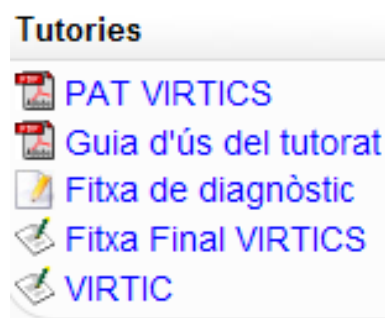 Tutories
PAT VIRTICS
Guia d'ús del tutorat
Fitxa de diagnòstic
Fitxa Final VIRTICS
VIRTIC